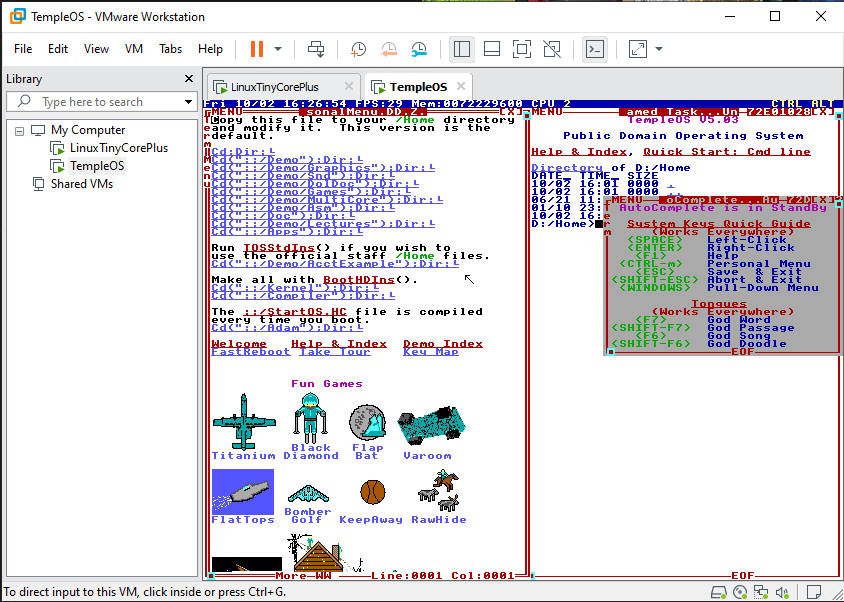 TempleOS - VMware Workstation
File Edit View VM Tabs Help
Library
Type here to search
My Computer
LinuxTinyCorePlus
TempleOS
Shared VMs
LinuxTinyCorePlus
TempleOS
Fri 10/02 16:26:54 FPS:29 Mem:0072229600 CPU 2 CTRL ALT
MENU sonalMenu.DD.Z. [X]
Copy this file to your /Home directory
and modify it. This version is the
default.
Cd;Dir;
Cd("::/Demo");Dir;
Cd("::/Demo/Graphics");Dir;
Cd("::/Demo/Snd");Dir;
Cd("::/Demo/DolDoc");Dir;
Cd("::/Demo/Games");Dir;
Cd("::/Demo/MultiCore");Dir;
Cd("::/Demo/Asm");Dir;
Cd("::/Doc");Dir;
Cd("::/Demo/Lectures");Dir;
Cd("::/Apps");Dir;
Run TOSStdIns() if you wish to
use the official staff /Home files.
Cd("::/Demo/AcctExample");Dir;
Make all with BootHDIns().
Cd("::/Kernel");Dir;
Cd("::/Compiler");Dir;
The ::/StartOS.HC file is compiled
every time you boot.
Cd("::/Adam");Dir;
Welcome Help & Index Demo Index
FastReboot Take Tour Key Map
Fun Games
Titanium Black Diamond Flap Bat Varoom
FlatTops Bomber Golf KeepAway RawHide
More WW Line:0001 Col:0001
MENU amed Task...Un 72E01028 [X]
TempleOS V5.03
Public Domain Operating System
Help & Index, Quick Start: Cmd line
Directory of D:/Home
DATE_ TIME_ SIZE
10/02 16:01 0000 .
10/02 16:01 0000 ..
06/21 11:
01/10 23:
10/02 16:
D:/Home>
MENU oComplete...Au 72D [X]
AutoComplete is in StandBy
System Keys Quick Guide
(Works Everywhere)
<SPACE> Left-Click
<ENTER> Right-Click
<F1> Help
<CTRL-m> Personal Menu
<ESC> Save & Exit
<SHIFT-ESC> Abort & Exit
<WINDOWS> Pull-Down Menu
Tongues
(Works Everywhere)
<F7> God Word
<SHIFT-F7> God Passage
<F6> God Song
<SHIFT-F6> God Doodle
EOF
EOF
To direct input to this VM, click inside or press Ctrl+G.